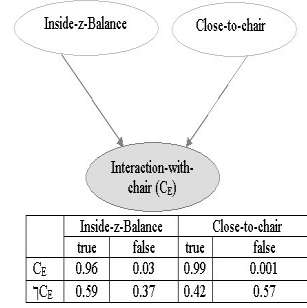 Inside-z-Balance Close-to-chair
Interaction-with-
chair (CE)
Inside-z-Balance Close-to-chair
true false true false
CE 0.96 0.03 0.99 0.001
ℸCE 0.59 0.37 0.42 0.57